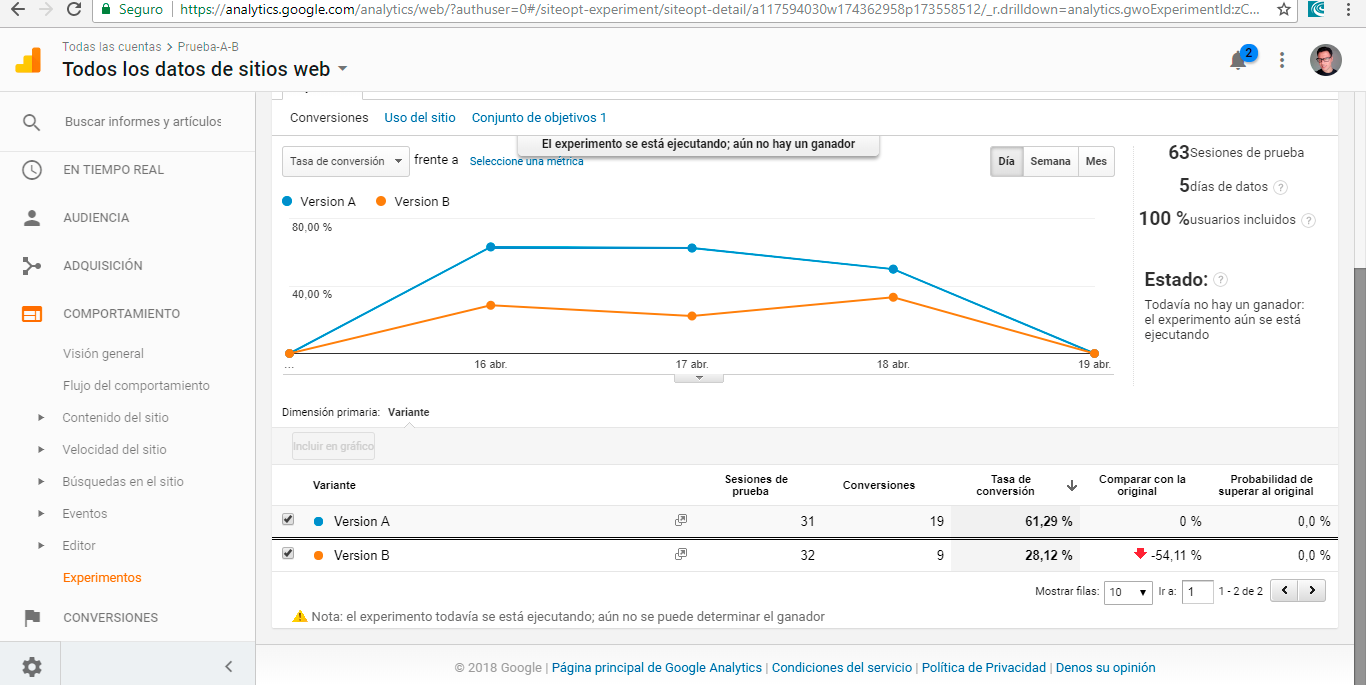 Seguro
https://analytics.google.com/analytics/web/?authuser=0#/siteopt-experiment/siteopt-detail/a117594030w174362958p173558512/_r.drilldown=analytics.gwoExperimentId:zC...
Todas las cuentas > Prueba-A-B
Todos los datos de sitios web
2
Buscar informes y artículos
EN TIEMPO REAL
AUDIENCIA
ADQUISICIÓN
COMPORTAMIENTO
Visión general
Flujo del comportamiento
Contenido del sitio
Velocidad del sitio
Búsquedas en el sitio
Eventos
Editor
Experimentos
CONVERSIONES
Conversiones Uso del sitio Conjunto de objetivos 1
El experimento se está ejecutando; aún no hay un ganador
Tasa de conversión frente a Seleccione una métrica
Día Semana Mes
Version A Version B
80,00 %
40,00 %
... 16 abr. 17 abr. 18 abr. 19 abr.
63 Sesiones de prueba
5 días de datos ?
100 % usuarios incluidos ?
Estado: ?
Todavía no hay un ganador:
el experimento aún se está
ejecutando
Dimensión primaria: Variante
Incluir en gráfico
Variante Sesiones de prueba Conversiones Tasa de conversión Comparar con la original Probabilidad de superar al original
Version A 31 19 61,29 % 0 % 0,0 %
Version B 32 9 28,12 % -54,11 % 0,0 %
Mostrar filas: 10 Ir a: 1 1 - 2 de 2
Nota: el experimento todavía se está ejecutando; aún no se puede determinar el ganador
© 2018 Google | Página principal de Google Analytics | Condiciones del servicio | Política de Privacidad | Denos su opinión